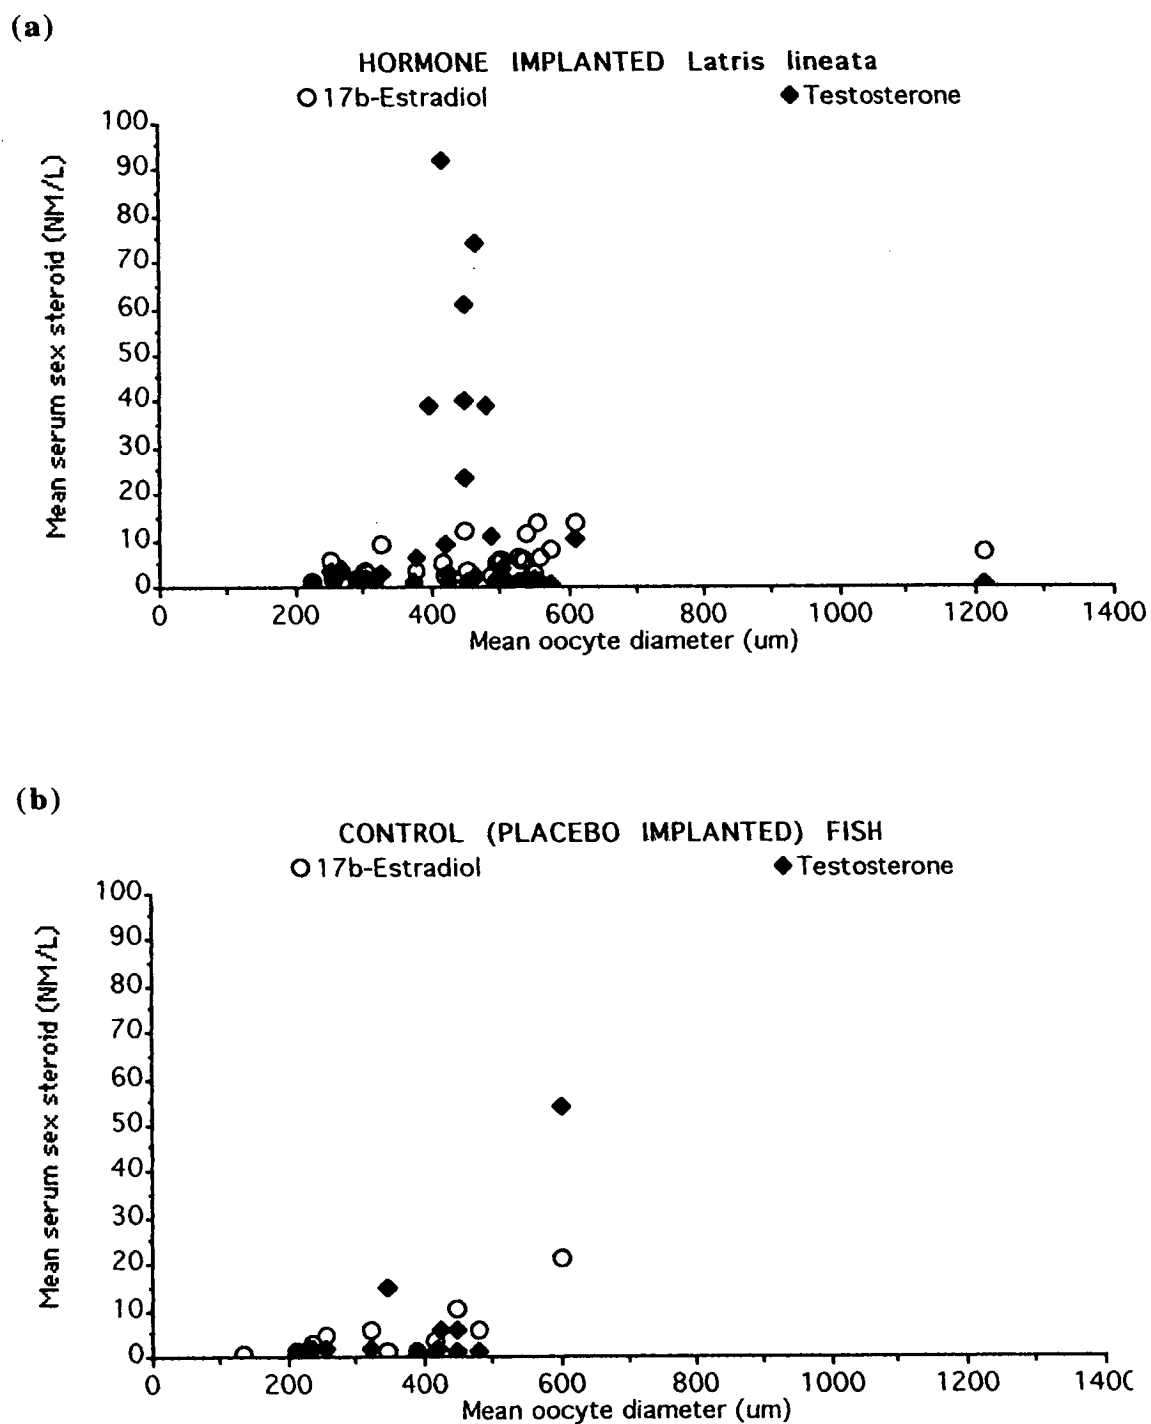 (a)
HORMONE IMPLANTED Latris lineata
17b-Estradiol Testosterone
Mean serum sex steroid (NM/L)
100
90
80
70
60
50
40
30
20
10
0
0 200 400 600 800 1000 1200 1400
Mean oocyte diameter (um)
(b)
CONTROL (PLACEBO IMPLANTED) FISH
17b-Estradiol Testosterone
Mean serum sex steroid (NM/L)
100
90
80
70
60
50
40
30
20
10
0
0 200 400 600 800 1000 1200 140
Mean oocyte diameter (um)